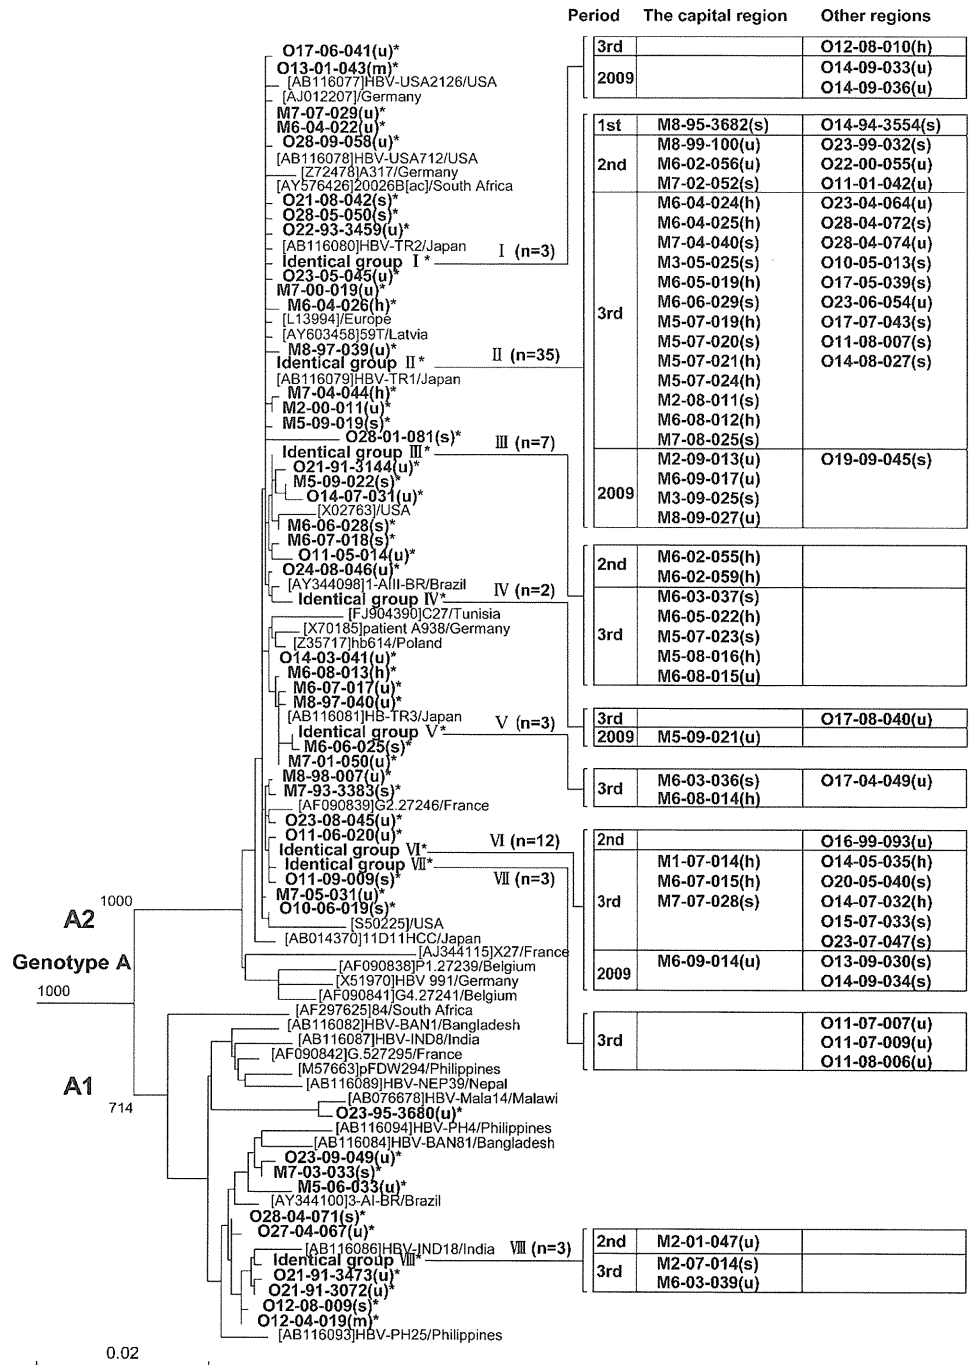 Period The capital region Other regions
O17-06-041(u)*
O13-01-043(m)*
[AB116077]HBV-USA2126/USA
[AJ012207]/Germany
M7-07-029(u)*
M6-04-022(u)*
O28-09-058(u)*
[AB116078]HBV-USA712/USA
[Z72478]A317/Germany
[AY576426]20026B[ac]/South Africa
O21-08-042(s)*
O28-05-050(s)*
O22-93-3459(u)*
[AB116080]HBV-TR2/Japan
Identical group Ⅰ* Ⅰ (n=3)
O23-05-045(u)*
M7-00-019(u)*
M6-04-026(h)*
[L13994]/Europe
[AY603458]59T/Latvia
M8-97-039(u)*
Identical group Ⅱ* Ⅱ (n=35)
[AB116079]HBV-TR1/Japan
M7-04-044(h)*
M2-00-011(u)*
M5-09-019(s)*
O28-01-081(s)*
Identical group Ⅲ* Ⅲ (n=7)
O21-91-3144(u)*
M5-09-022(s)*
O14-07-031(u)*
[X02763]/USA
M6-06-028(s)*
M6-07-018(s)*
O11-05-014(u)*
O24-08-046(u)*
[AY344098]1-AIII-BR/Brazil
Identical group Ⅳ* Ⅳ (n=2)
[FJ904390]C27/Tunisia
[X70185]patient A938/Germany
[Z35717]hb614/Poland
O14-03-041(u)*
M6-08-013(h)*
M6-07-017(u)*
M8-97-040(u)*
[AB116081]HB-TR3/Japan
Identical group Ⅴ* Ⅴ (n=3)
M6-06-025(s)*
M7-01-050(u)*
M8-98-007(u)*
M7-93-3383(s)*
[AF090839]G2.27246/France
O23-08-045(u)*
O11-06-020(u)*
Identical group Ⅵ* Ⅵ (n=12)
Identical group Ⅶ* Ⅶ (n=3)
O11-09-009(s)*
M7-05-031(u)*
O10-06-019(s)*
[S50225]/USA
[AB014370]11D11HCC/Japan
[AJ344115]X27/France
[AF090838]P1.27239/Belgium
[X51970]HBV 991/Germany
[AF090841]G4.27241/Belgium
[AF297625]84/South Africa
[AB116082]HBV-BAN1/Bangladesh
[AB116087]HBV-IND8/India
[AF090842]G.527295/France
[M57663]pFDW294/Philippines
[AB116089]HBV-NEP39/Nepal
[AB076678]HBV-Mala14/Malawi
O23-95-3680(u)*
[AB116094]HBV-PH4/Philippines
[AB116084]HBV-BAN81/Bangladesh
O23-09-049(u)*
M7-03-033(s)*
M5-06-033(u)*
[AY344100]3-AI-BR/Brazil
O28-04-071(s)*
O27-04-067(u)*
[AB116086]HBV-IND18/India Ⅷ (n=3)
Identical group Ⅷ*
O21-91-3473(u)*
O21-91-3072(u)*
O12-08-009(s)*
O12-04-019(m)*
[AB116093]HBV-PH25/Philippines
1000
A2
Genotype A
1000
A1
714
0.02
3rd O12-08-010(h)
2009 O14-09-033(u)
O14-09-036(u)
1st M8-95-3682(s) O14-94-3554(s)
2nd M8-99-100(u) O23-99-032(s)
M6-02-056(u) O22-00-055(u)
M7-02-052(s) O11-01-042(u)
3rd M6-04-024(h) O23-04-064(u)
M6-04-025(h) O28-04-072(s)
M7-04-040(s) O28-04-074(u)
M3-05-025(s) O10-05-013(s)
M6-05-019(h) O17-05-039(s)
M6-06-029(s) O23-06-054(u)
M5-07-019(h) O17-07-043(s)
M5-07-020(s) O11-08-007(s)
M5-07-021(h) O14-08-027(s)
M5-07-024(h)
M2-08-011(s)
M6-08-012(h)
M7-08-025(s)
2009 M2-09-013(u) O19-09-045(s)
M6-09-017(u)
M3-09-025(s)
M8-09-027(u)
2nd M6-02-055(h)
M6-02-059(h)
3rd M6-03-037(s)
M6-05-022(h)
M5-07-023(s)
M5-08-016(h)
M6-08-015(u)
3rd O17-08-040(u)
2009 M5-09-021(u)
3rd M6-03-036(s) O17-04-049(u)
M6-08-014(h)
2nd O16-99-093(u)
3rd M1-07-014(h) O14-05-035(h)
M6-07-015(h) O20-05-040(s)
M7-07-028(s) O14-07-032(h)
O15-07-033(s)
O23-07-047(s)
2009 M6-09-014(u) O13-09-030(s)
O14-09-034(s)
3rd O11-07-007(u)
O11-07-009(u)
O11-08-006(u)
2nd M2-01-047(u)
3rd M2-07-014(s)
M6-03-039(u)